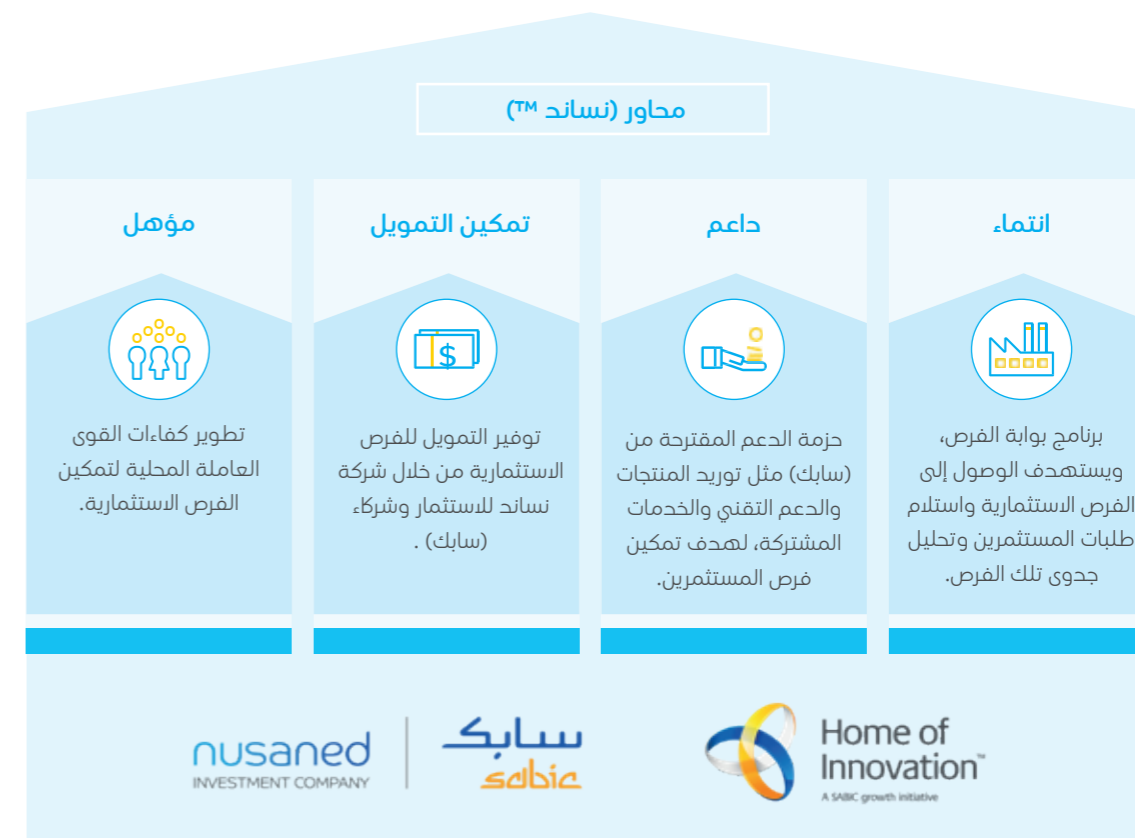 محاور (نساند ™)
انتماء
برنامج بوابة الفرص،
ويستهدف الوصول إلى
الفرص الاستثمارية واستلام
طلبات المستثمرين وتحليل
جدوى تلك الفرص.
داعم
حزمة الدعم المقترحة من
(سابك) مثل توريد المنتجات
والدعم التقني والخدمات
المشتركة، لهدف تمكين
فرص المستثمرين.
تمكين التمويل
$
توفير التمويل للفرص
الاستثمارية من خلال شركة
نساند للاستثمار وشركاء
(سابك) .
مؤهل
تطوير كفاءات القوى
العاملة المحلية لتمكين
الفرص الاستثمارية.
nusaned
INVESTMENT COMPANY
سابك
sabic
Home of
Innovation™
A SABIC growth initiative